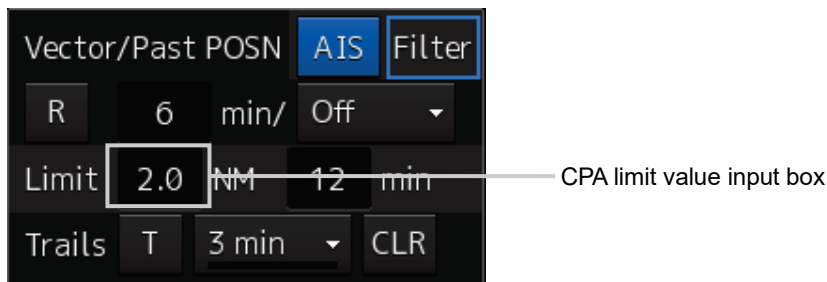 Vector/Past POSN AIS Filter
R 6 min/ Off
Limit 2.0 NM 12 min
CPA limit value input box
Trails T 3 min CLR